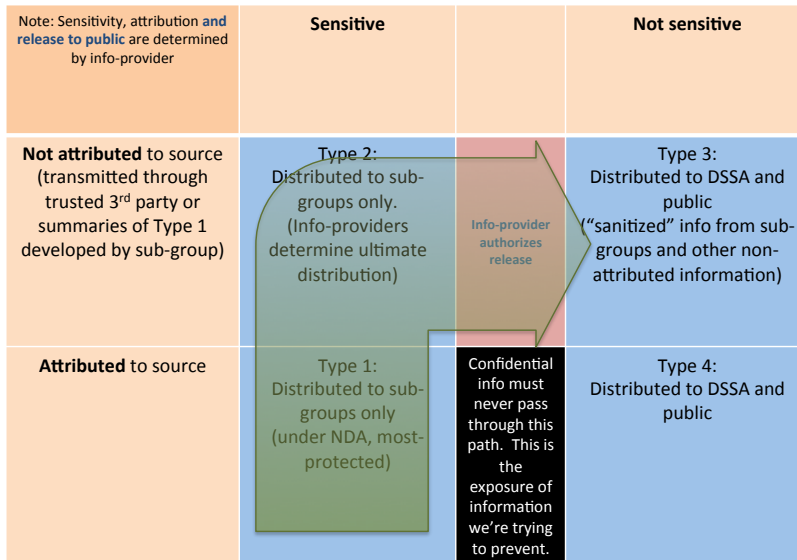 Note: Sensitivity, attribution and
release to public are determined
by info-provider
Sensitive
Not sensitive
Not attributed to source
(transmitted through
trusted 3rd party or
summaries of Type 1
developed by sub-group)
Type 2:
Distributed to sub-
groups only.
(Info-providers
determine ultimate
distribution)
Info-provider
authorizes
release
Type 3:
Distributed to DSSA and
public
(“sanitized” info from sub-
groups and other non-
attributed information)
Attributed to source
Type 1:
Distributed to sub-
groups only
(under NDA, most-
protected)
Confidential
info must
never pass
through this
path. This is
the
exposure of
information
we’re trying
to prevent.
Type 4:
Distributed to DSSA and
public